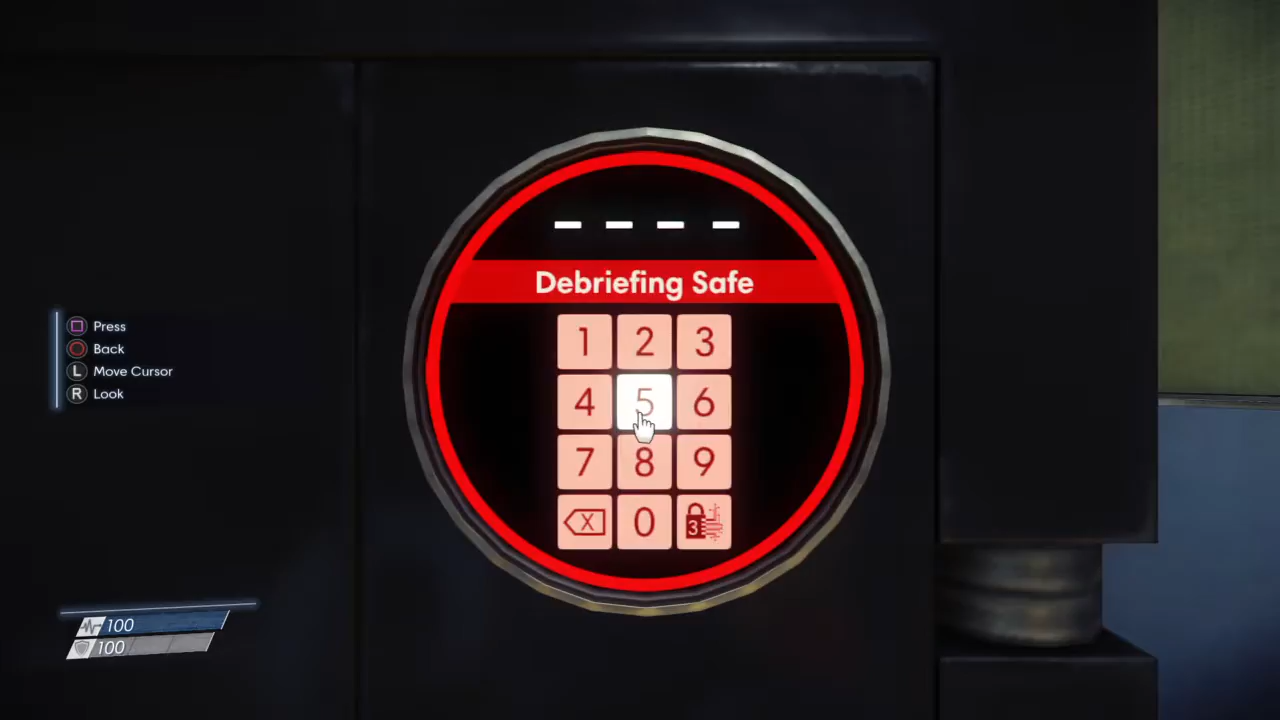 Debriefing Safe
1 2 3
Press
Back
4 5 6
Move Cursor
R Look
L
7 8 9
X 0 3
100
100